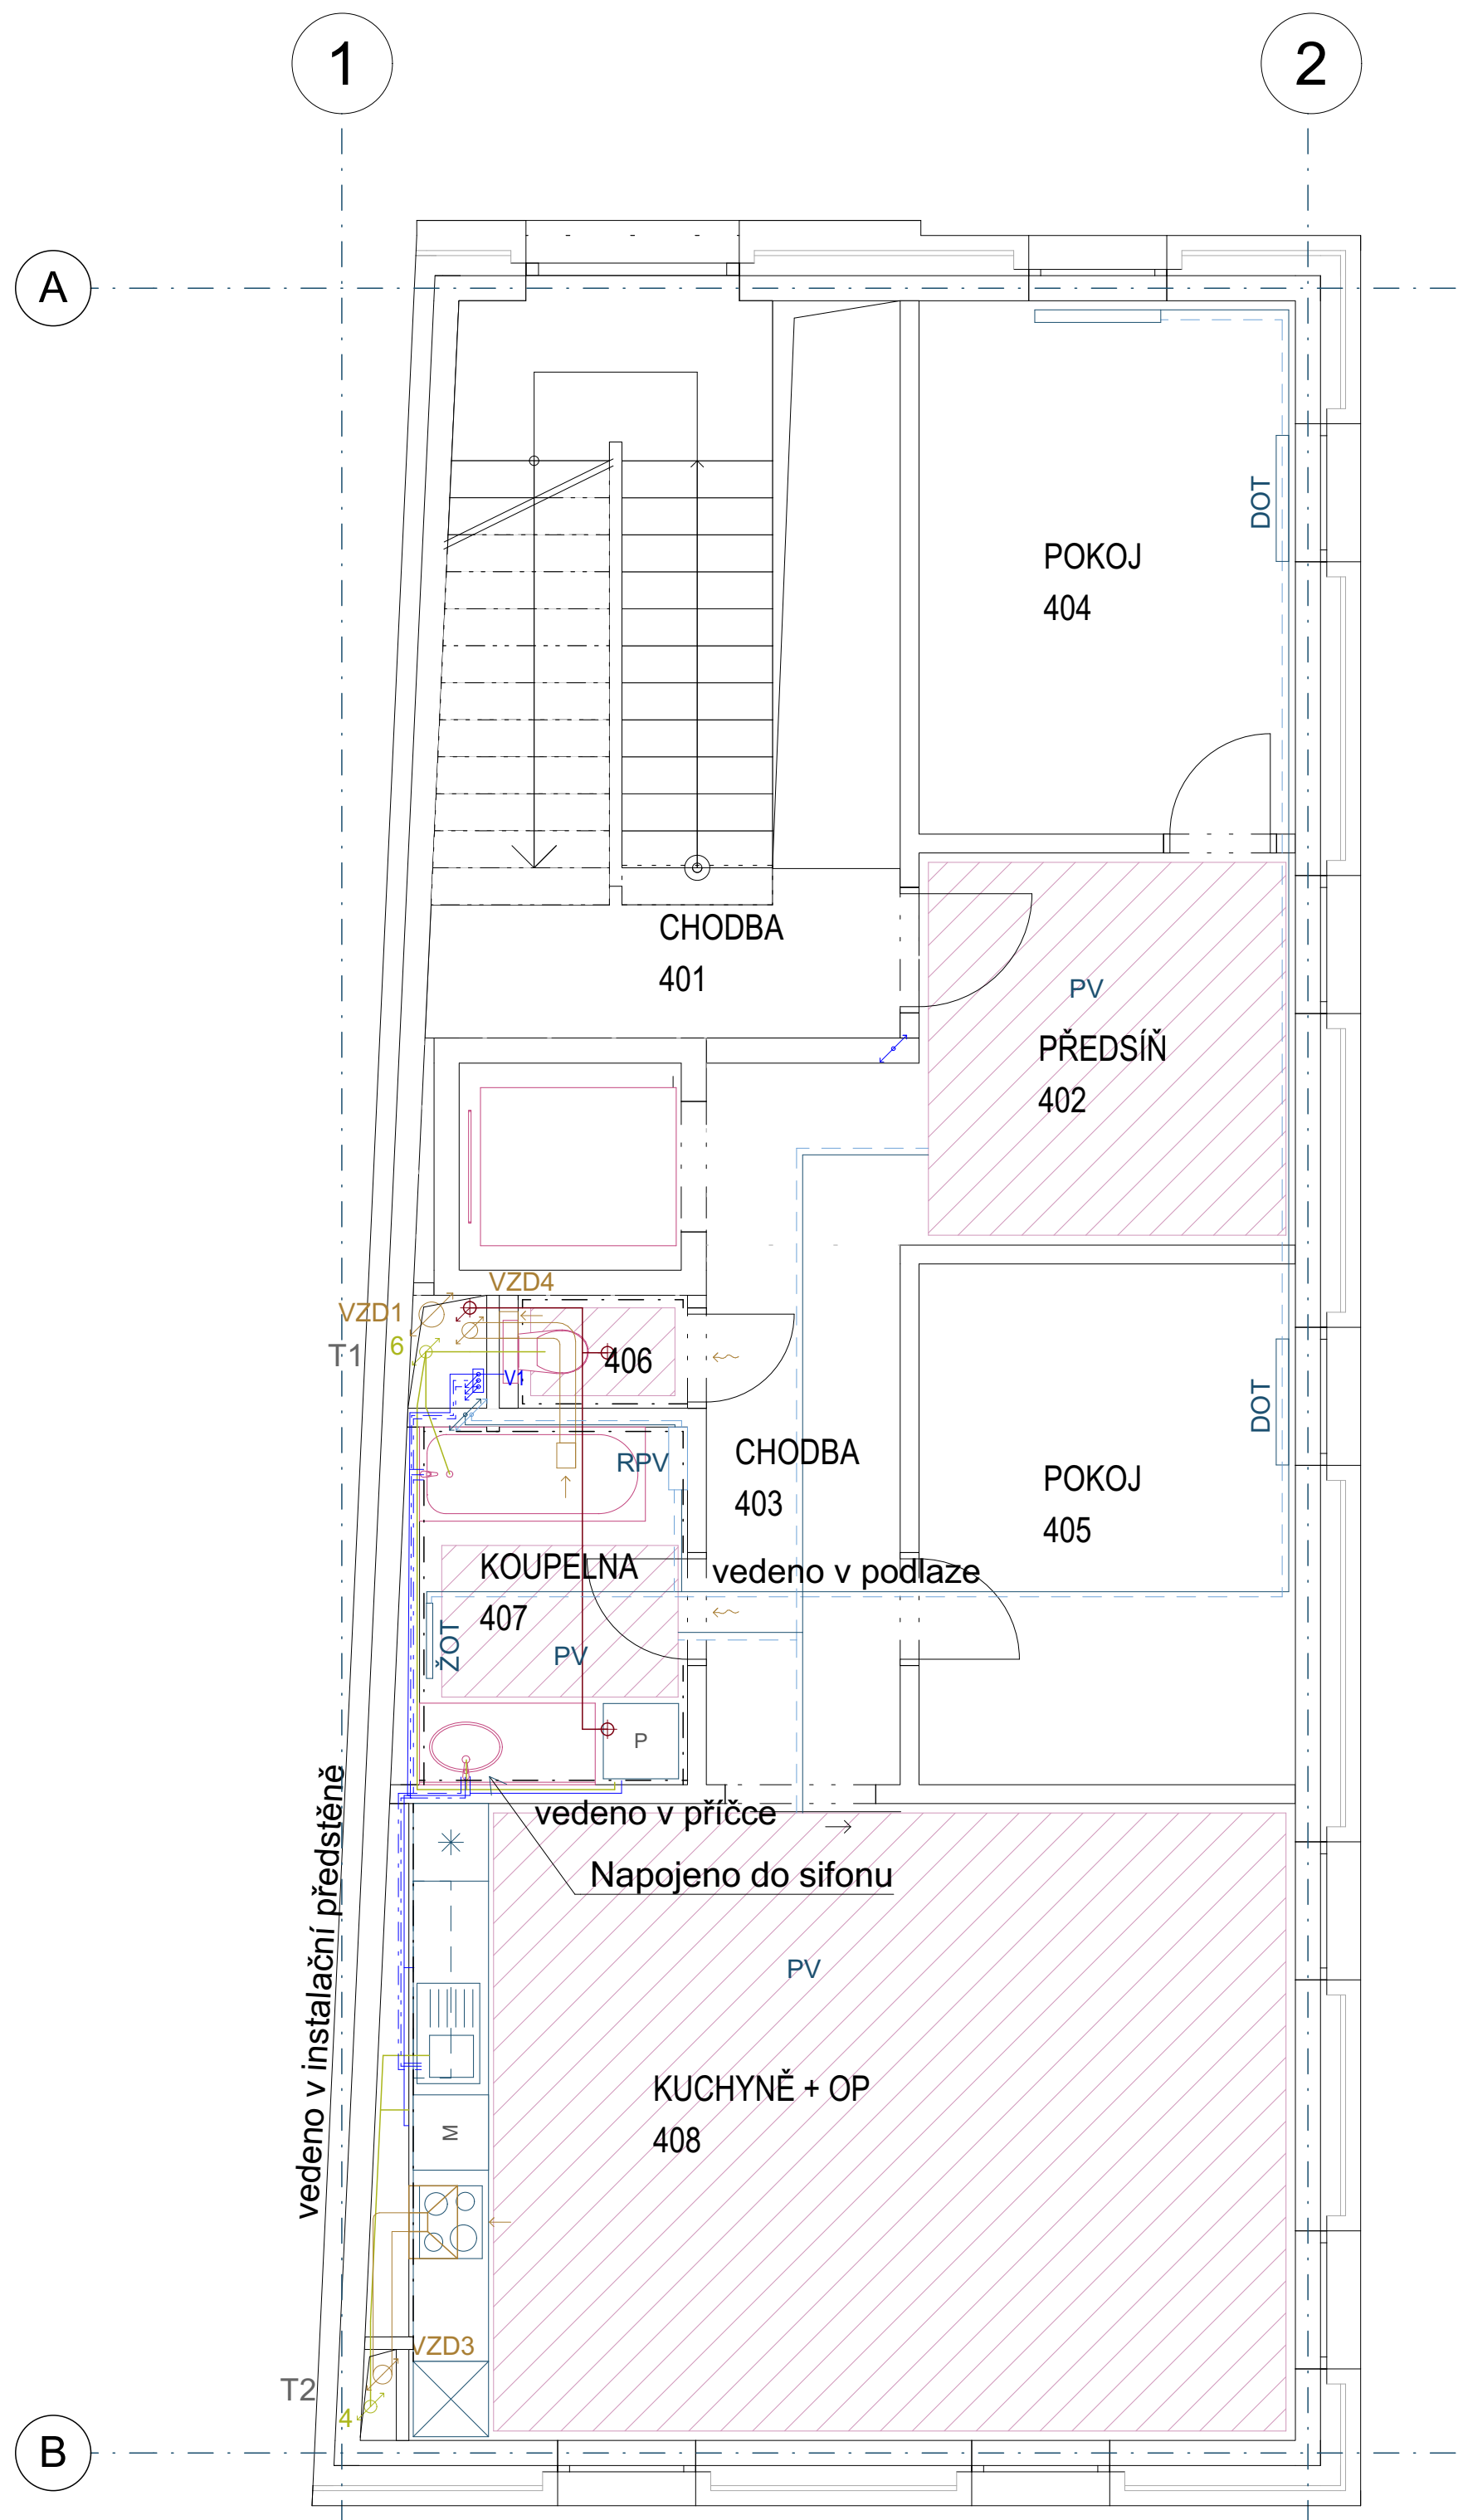 1
2
A
DOT
POKOJ
404
CHODBA
401
PV
PŘEDSÍŇ
402
VZD4
VZD1
T1
6
406
V1
DOT
RPV
CHODBA
403
POKOJ
405
KOUPELNA
407
vedeno v podlaze
ŽOT
PV
P
vedeno v příčce
Napojeno do sifonu
vedeno v instalační předstěně
PV
KUCHYNĚ + OP
408
M
VZD3
T2
4
B